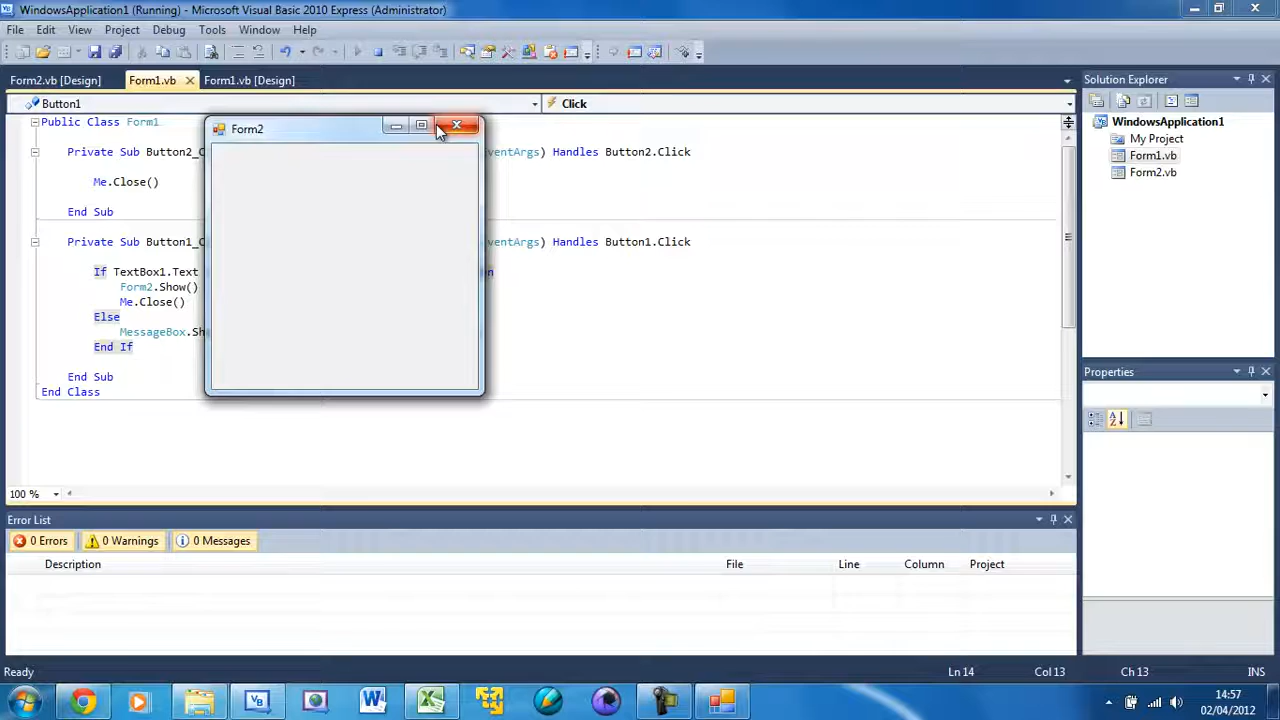 WindowsApplication1 (Running) - Microsoft Visual Basic 2010 Express (Administrator)
File Edit View Project Debug Tools Window Help
Form2.vb [Design] Form1.vb Form1.vb [Design]
Button1 Click
Public Class Form1
Private Sub Button2_C ventArgs) Handles Button2.Click
Me.Close()
End Sub
Private Sub Button1_C ventArgs) Handles Button1.Click
If TextBox1.Text
Form2.Show()
Me.Close()
Else
MessageBox.Sh
End If
End Sub
End Class
Form2
100 %
Solution Explorer
WindowsApplication1
My Project
Form1.vb
Form2.vb
Properties
Error List
0 Errors 0 Warnings 0 Messages
Description File Line Column Project
Ready Ln 14 Col 13 Ch 13 INS
14:57
02/04/2012